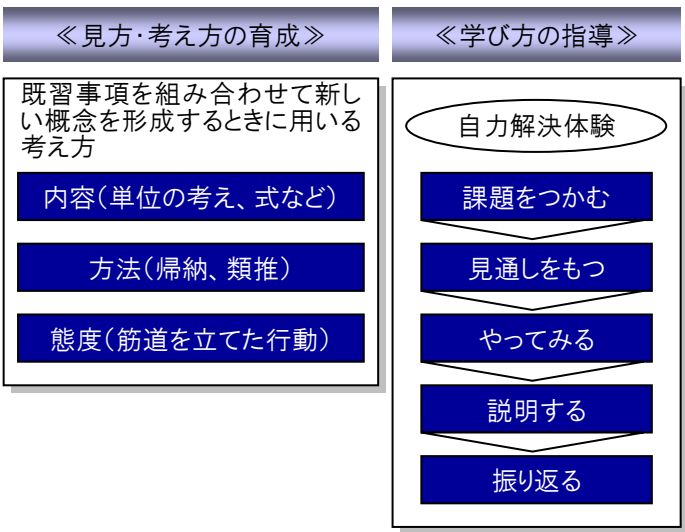 ≪見方･考え方の育成≫
既習事項を組み合わせて新し
い概念を形成するときに用いる
考え方
内容(単位の考え、式など)
方法(帰納、類推)
態度(筋道を立てた行動)
≪学び方の指導≫
自力解決体験
課題をつかむ
見通しをもつ
やってみる
説明する
振り返る